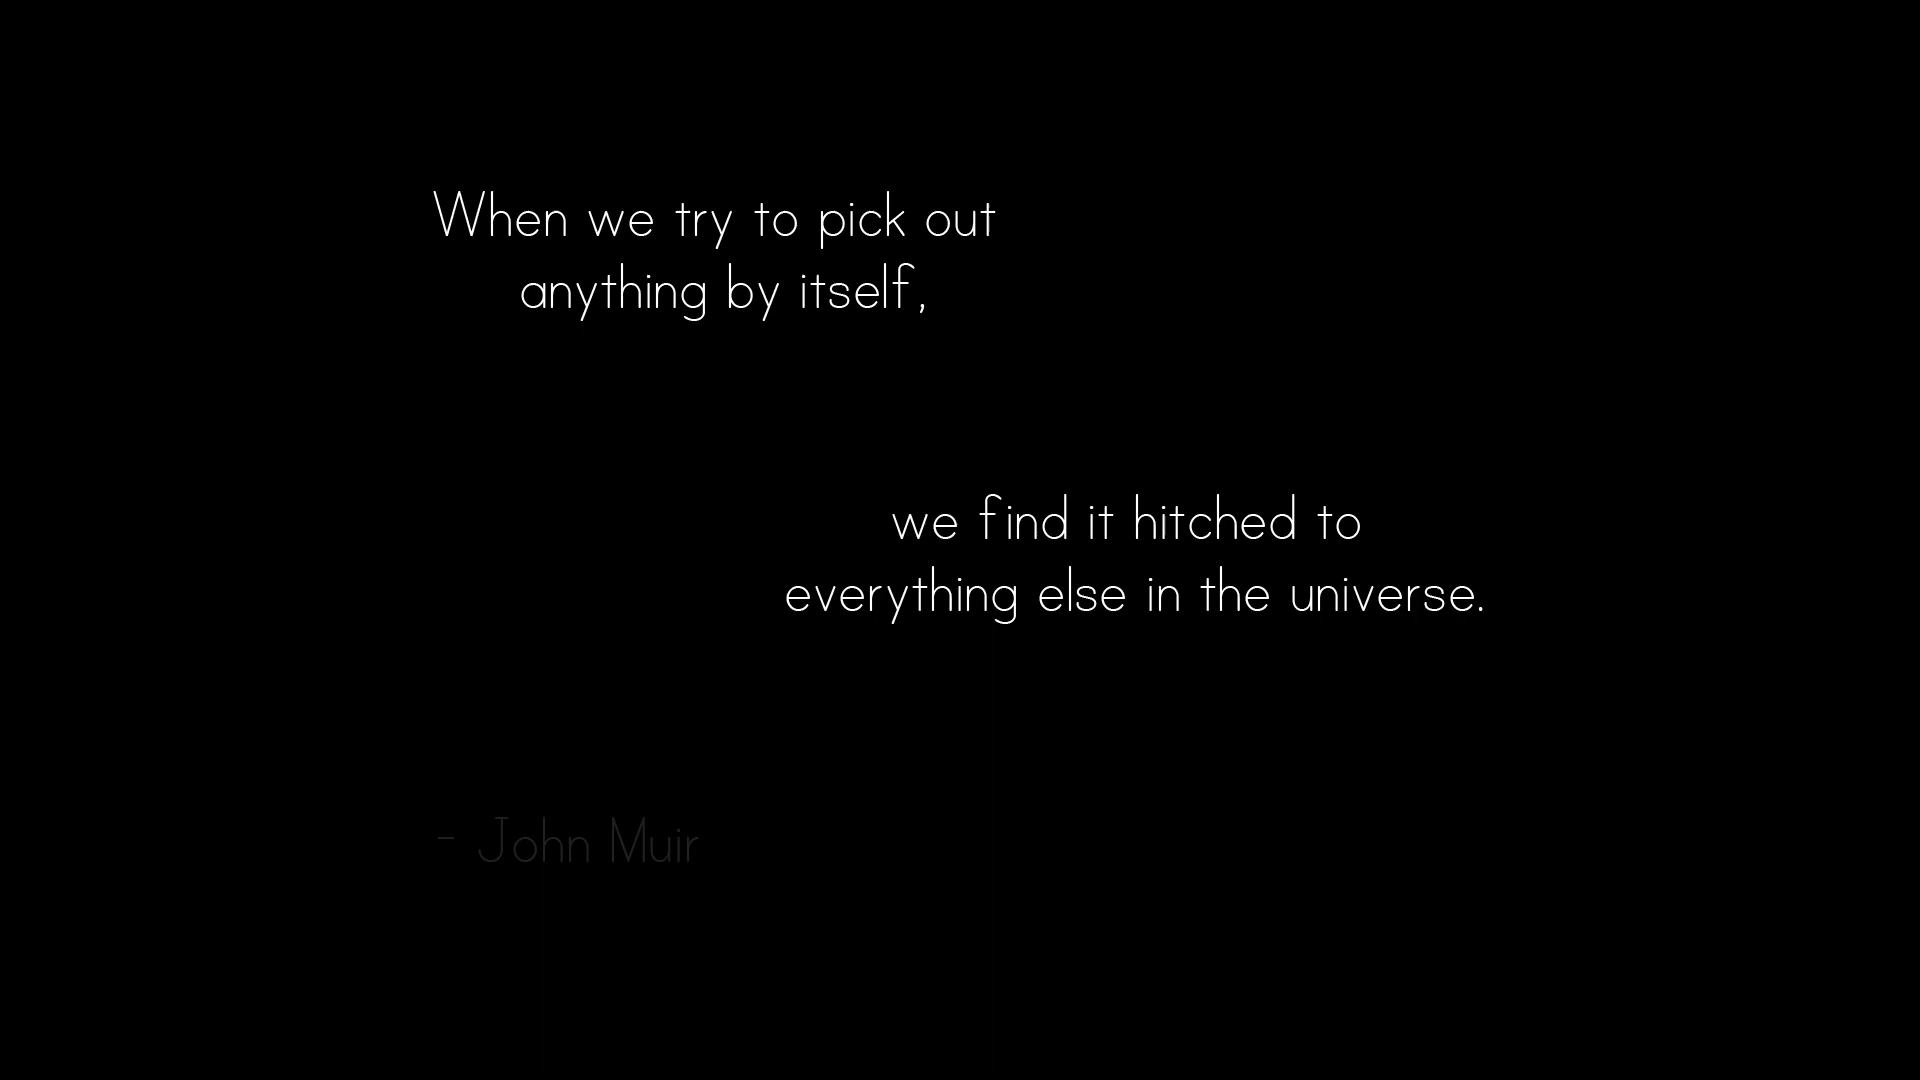 When we try to pick out
anything by itself,
we find it hitched to
everything else in the universe.
- John Muir